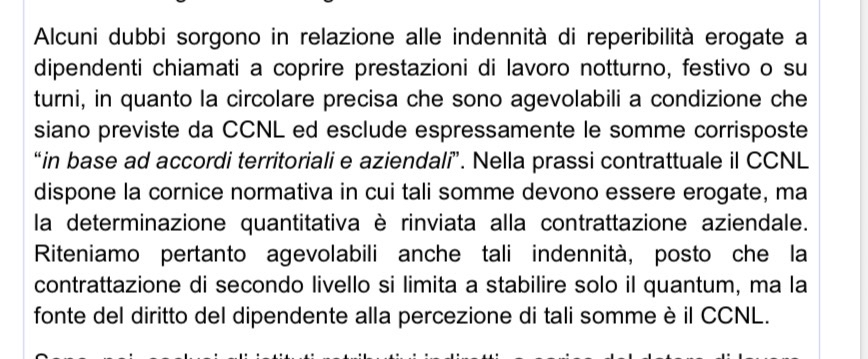 Alcuni dubbi sorgono in relazione alle indennità di reperibilità erogate a
dipendenti chiamati a coprire prestazioni di lavoro notturno, festivo o su
turni, in quanto la circolare precisa che sono agevolabili a condizione che
siano previste da CCNL ed esclude espressamente le somme corrisposte
“in base ad accordi territoriali e aziendali”. Nella prassi contrattuale il CCNL
dispone la cornice normativa in cui tali somme devono essere erogate, ma
la determinazione quantitativa è rinviata alla contrattazione aziendale.
Riteniamo pertanto agevolabili anche tali indennità, posto che la
contrattazione di secondo livello si limita a stabilire solo il quantum, ma la
fonte del diritto del dipendente alla percezione di tali somme è il CCNL.